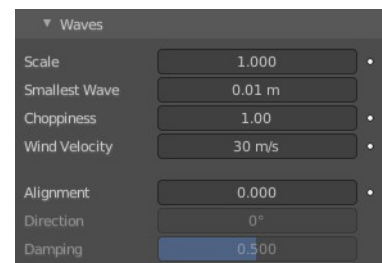 Waves
Scale 1.000
Smallest Wave 0.01 m
Choppiness 1.00
Wind Velocity 30 m/s
Alignment 0.000
Direction 0°
Damping 0.500